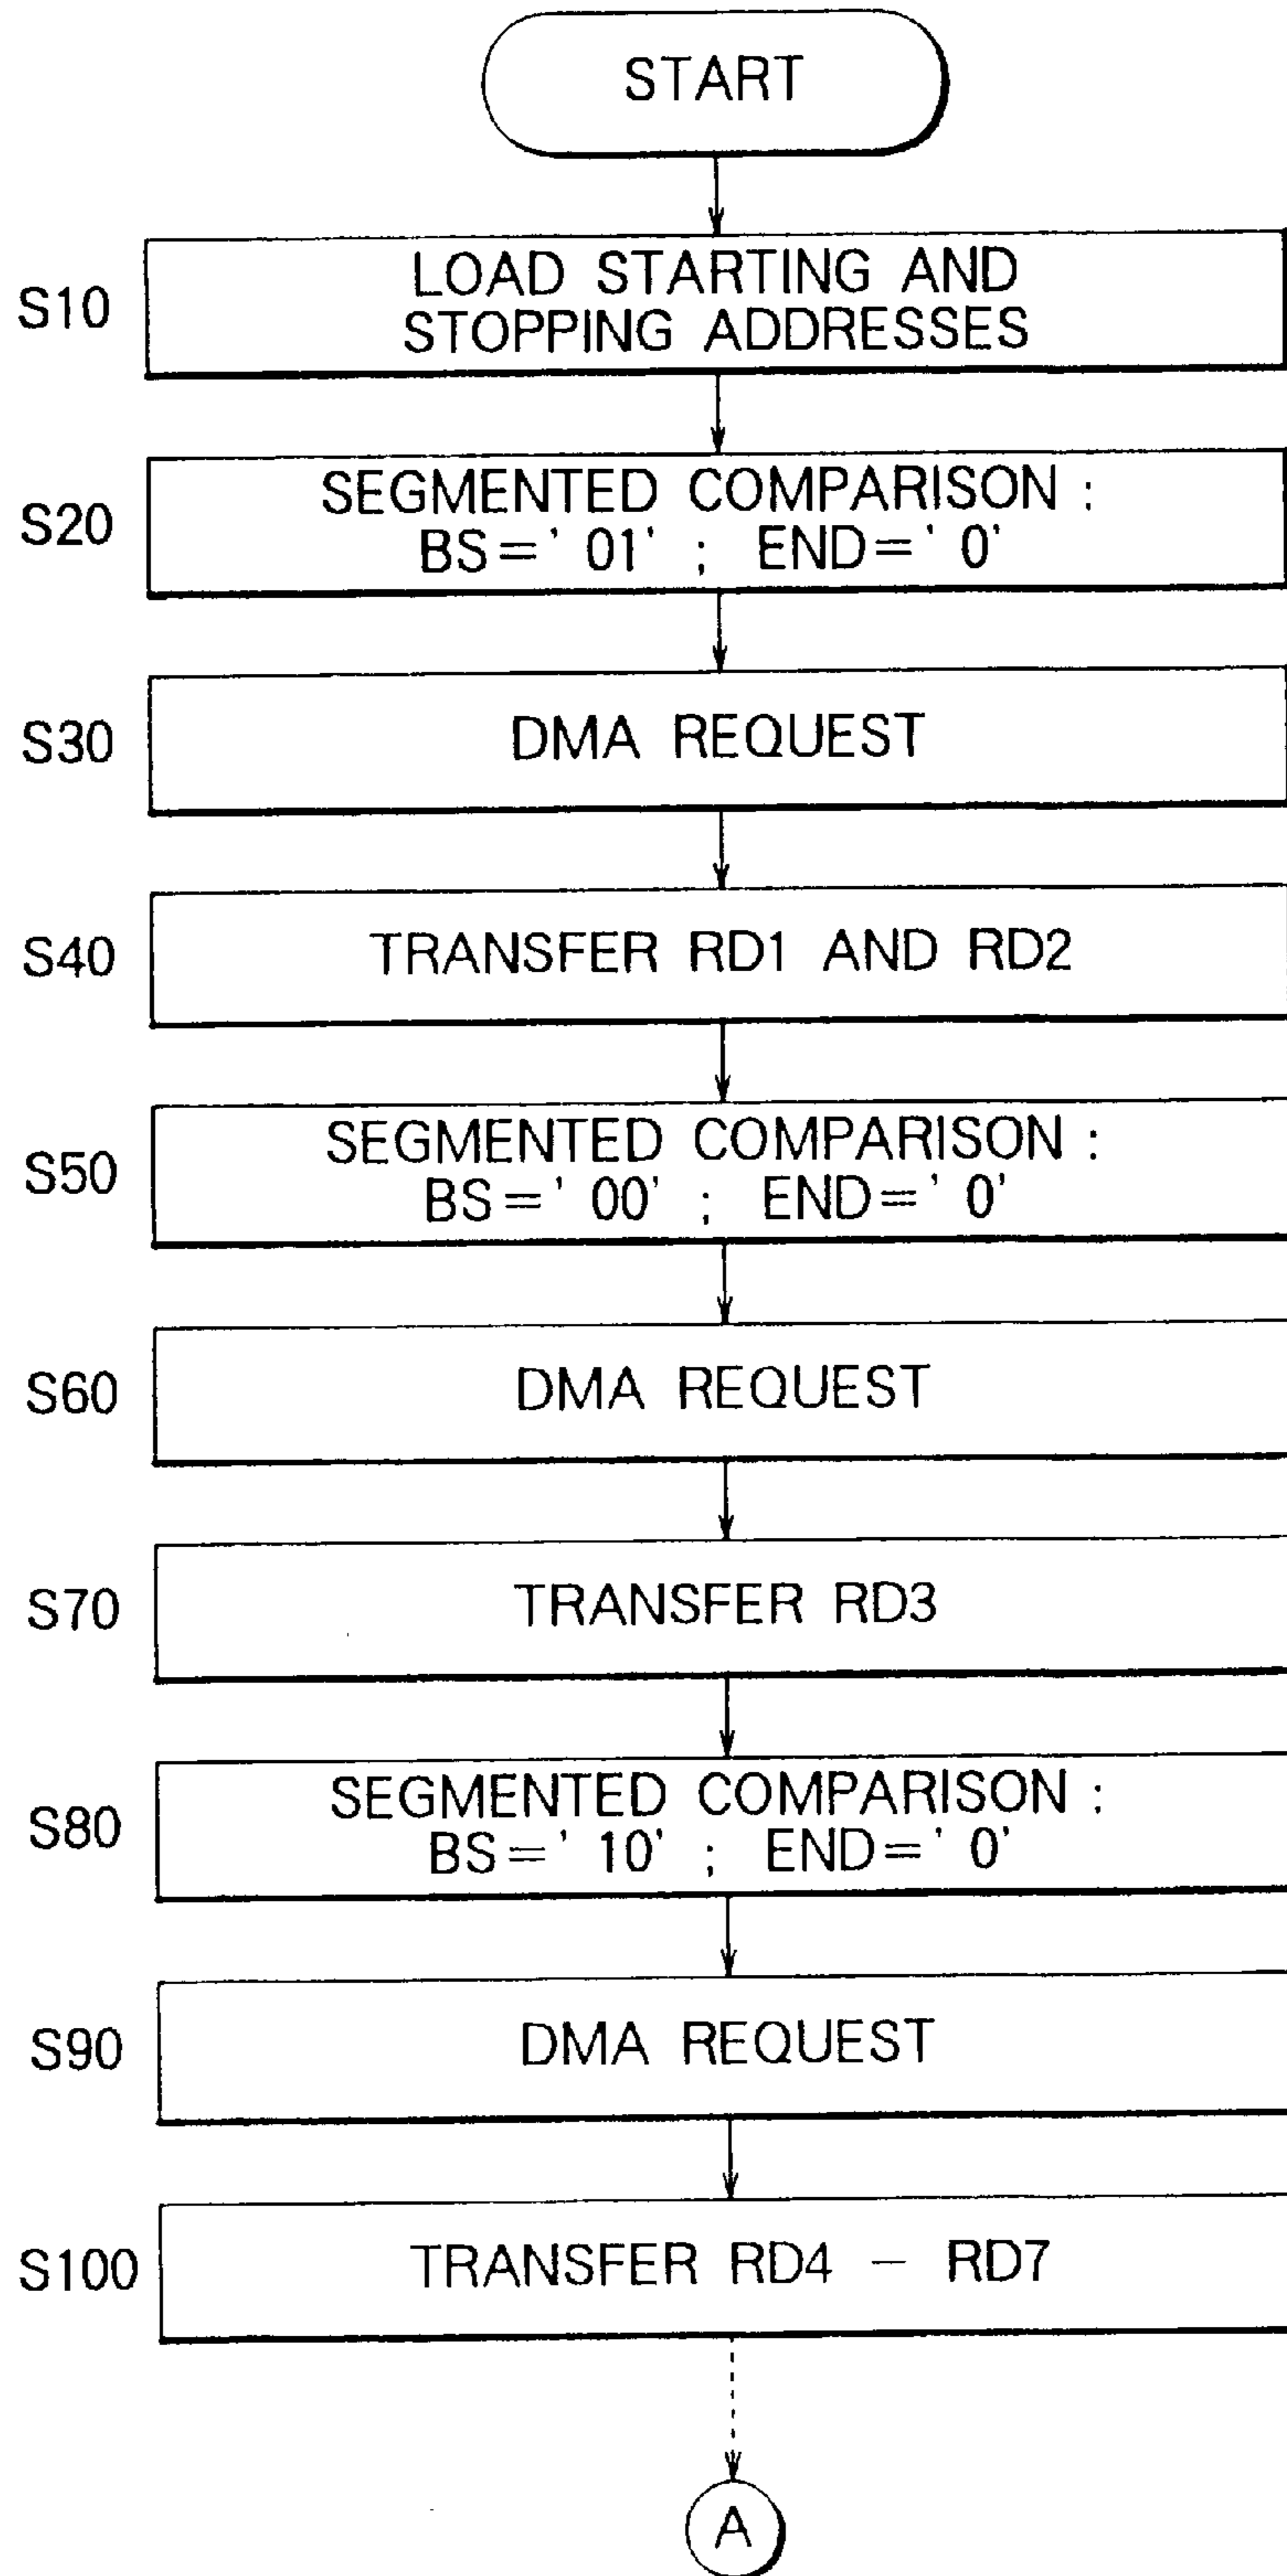 START
S10
LOAD STARTING AND
STOPPING ADDRESSES
S20
SEGMENTED COMPARISON :
BS=' 01' ; END=' 0'
S30
DMA REQUEST
S40
TRANSFER RD1 AND RD2
S50
SEGMENTED COMPARISON :
BS=' 00' ; END=' 0'
S60
DMA REQUEST
S70
TRANSFER RD3
S80
SEGMENTED COMPARISON :
BS=' 10' ; END=' 0'
S90
DMA REQUEST
S100
TRANSFER RD4 – RD7
A